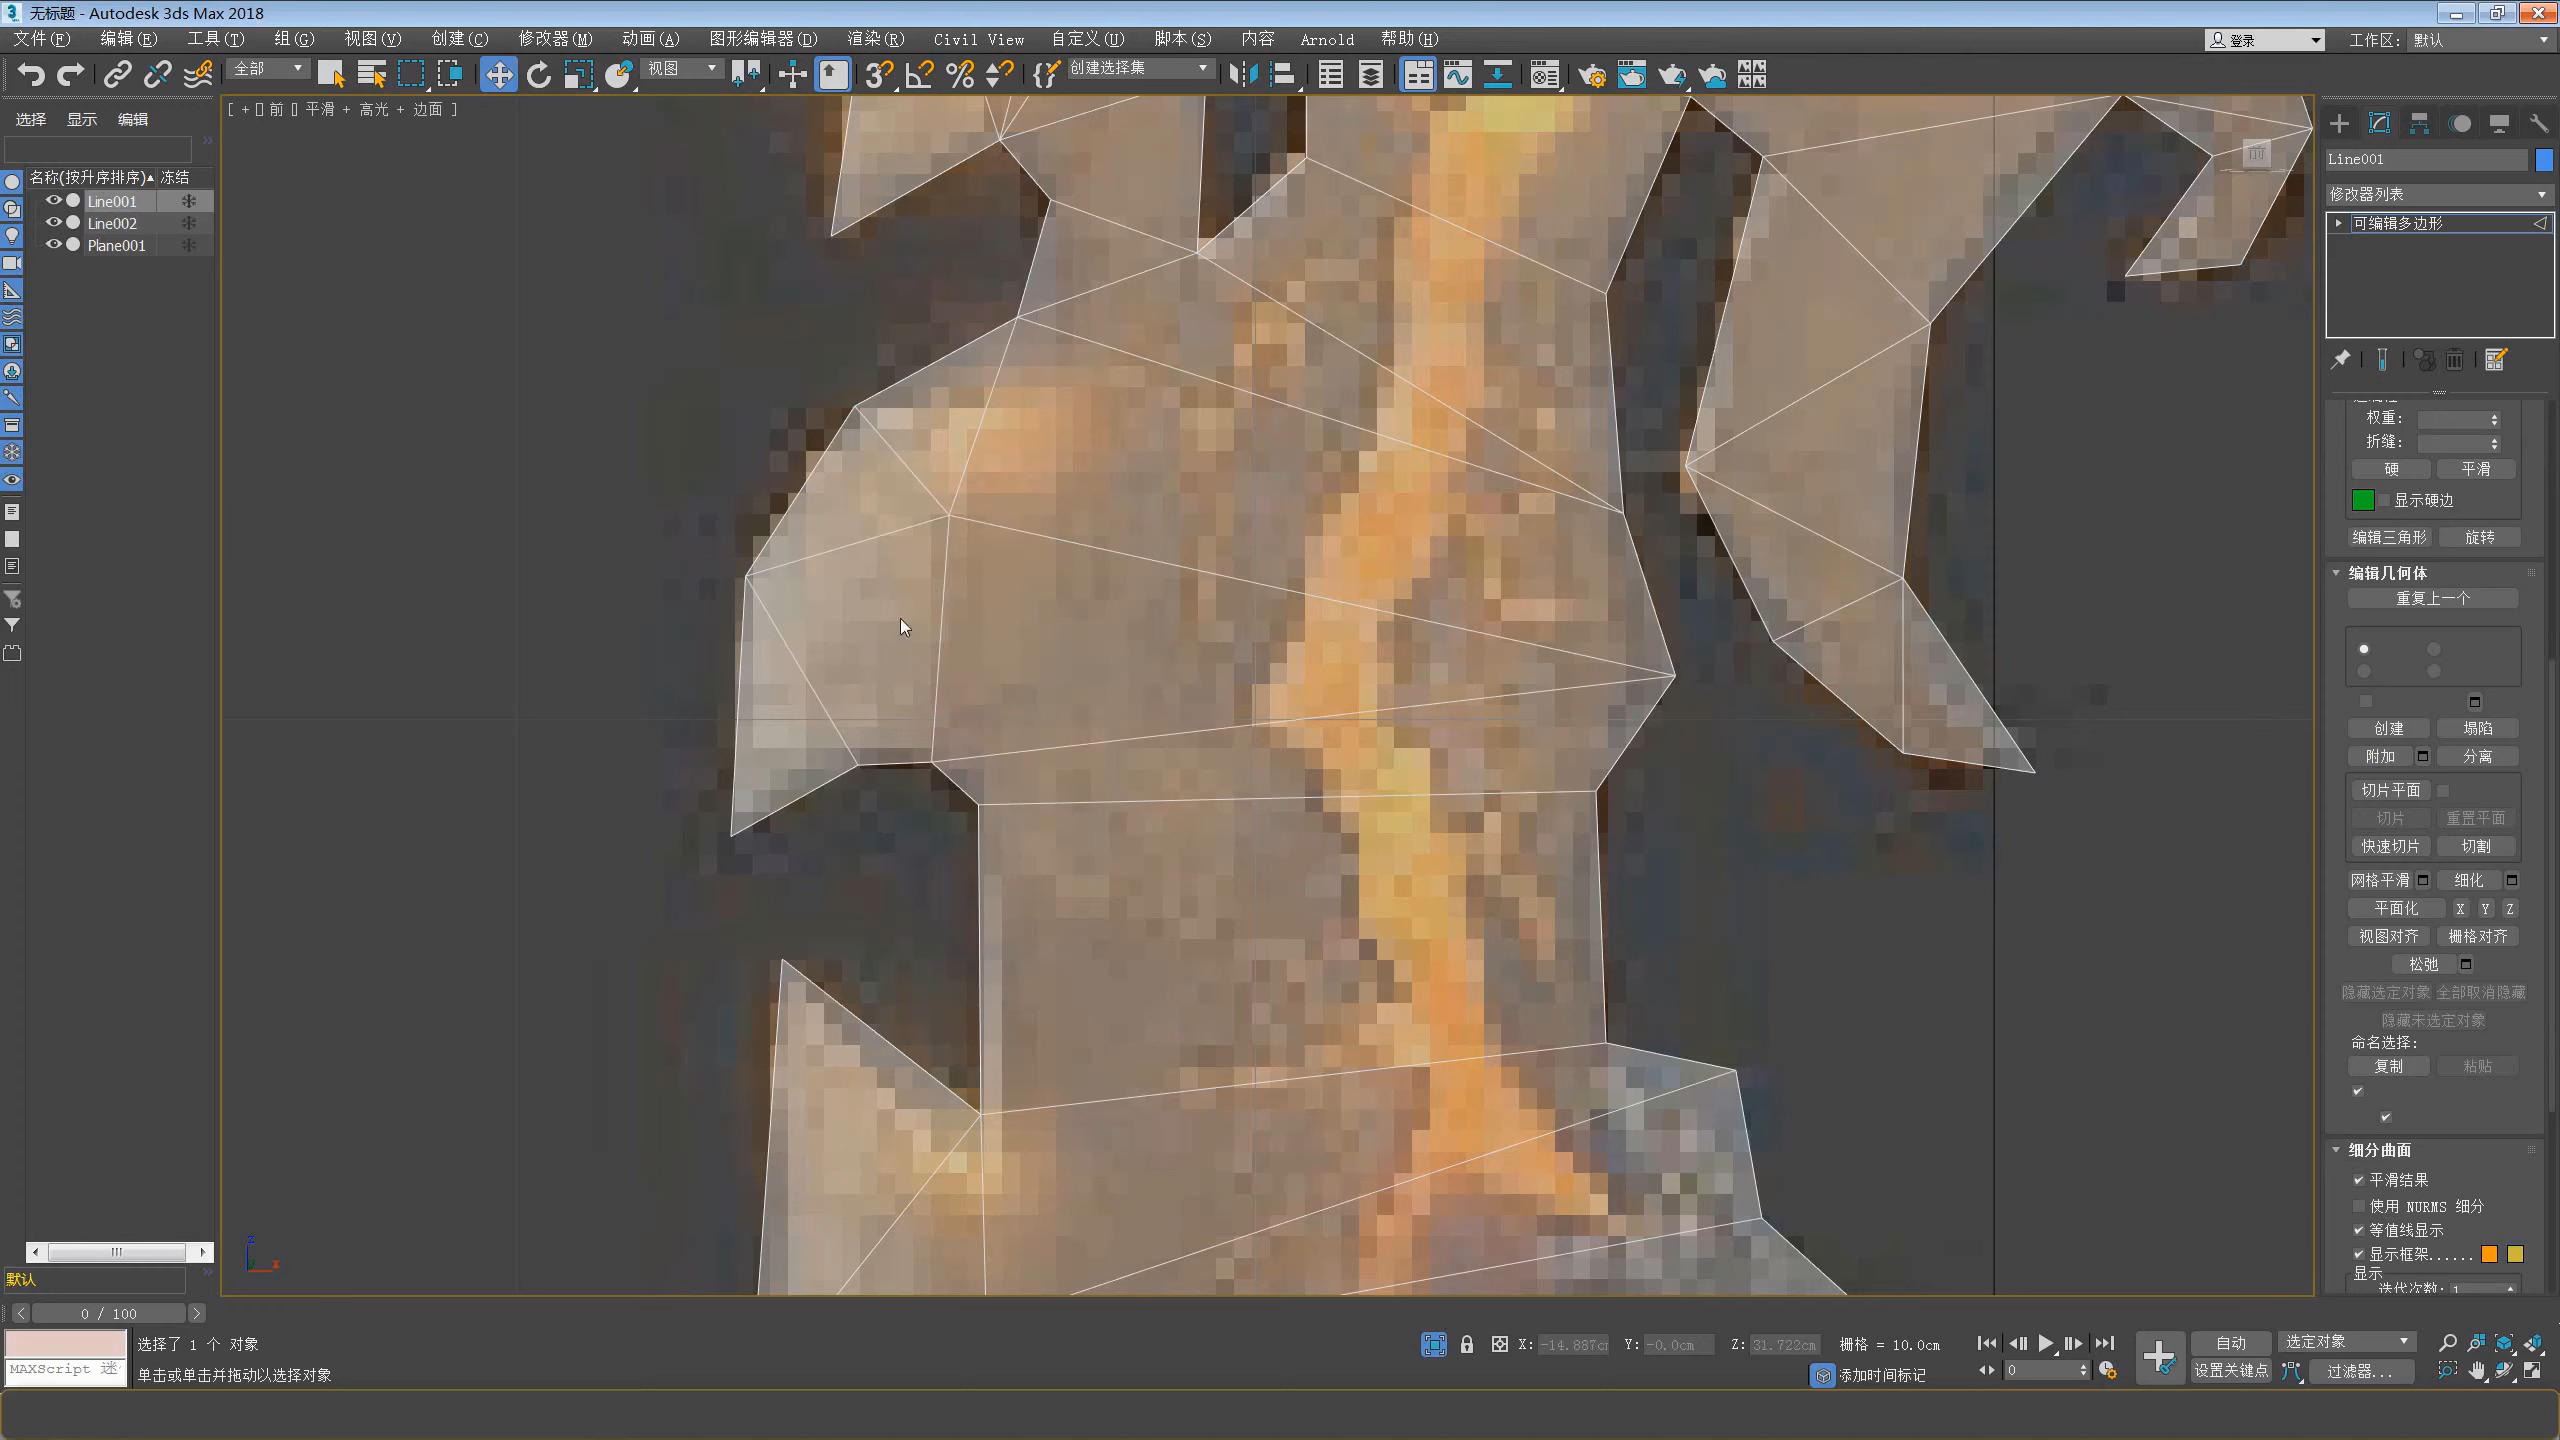 无标题 - Autodesk 3ds Max 2018
文件(F) 编辑(E) 工具(T) 组(G) 视图(V) 创建(C) 修改器(M) 动画(A) 图形编辑器(D) 渲染(R) Civil View 自定义(U) 脚本(S) 内容 Arnold 帮助(H) 登录 工作区: 默认
全部 视图 创建选择集
选择 显示 编辑
[ + ▯ 前 ▯ 平滑 + 高光 + 边面 ]
名称(按升序排序) 冻结
Line001
Line002
Plane001
前
Line001
修改器列表
可编辑多边形
权重:
折缝:
硬 平滑
显示硬边
编辑三角形 旋转
编辑几何体
重复上一个
创建 塌陷
附加 分离
切片平面
切片 重置平面
快速切片 切割
网格平滑 细化
平面化 X Y Z
视图对齐 栅格对齐
松弛
隐藏选定对象 全部取消隐藏
隐藏未选定对象
命名选择:
复制 粘贴
细分曲面
平滑结果
使用 NURMS 细分
等值线显示
显示框架......
显示
迭代次数: 1
z
x
默认
0 / 100
选择了 1 个 对象
X: -14.887cm Y: -0.0cm Z: 31.722cm 栅格 = 10.0cm
自动 选定对象
MAXScript 迷
单击或单击并拖动以选择对象
添加时间标记
0
设置关键点 过滤器...